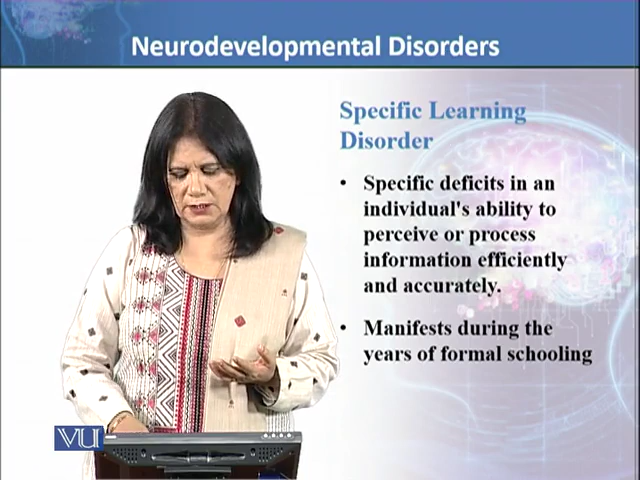 Neurodevelopmental Disorders
Specific Learning
Disorder
• Specific deficits in an
individual's ability to
perceive or process
information efficiently
and accurately.
• Manifests during the
years of formal schooling
VU